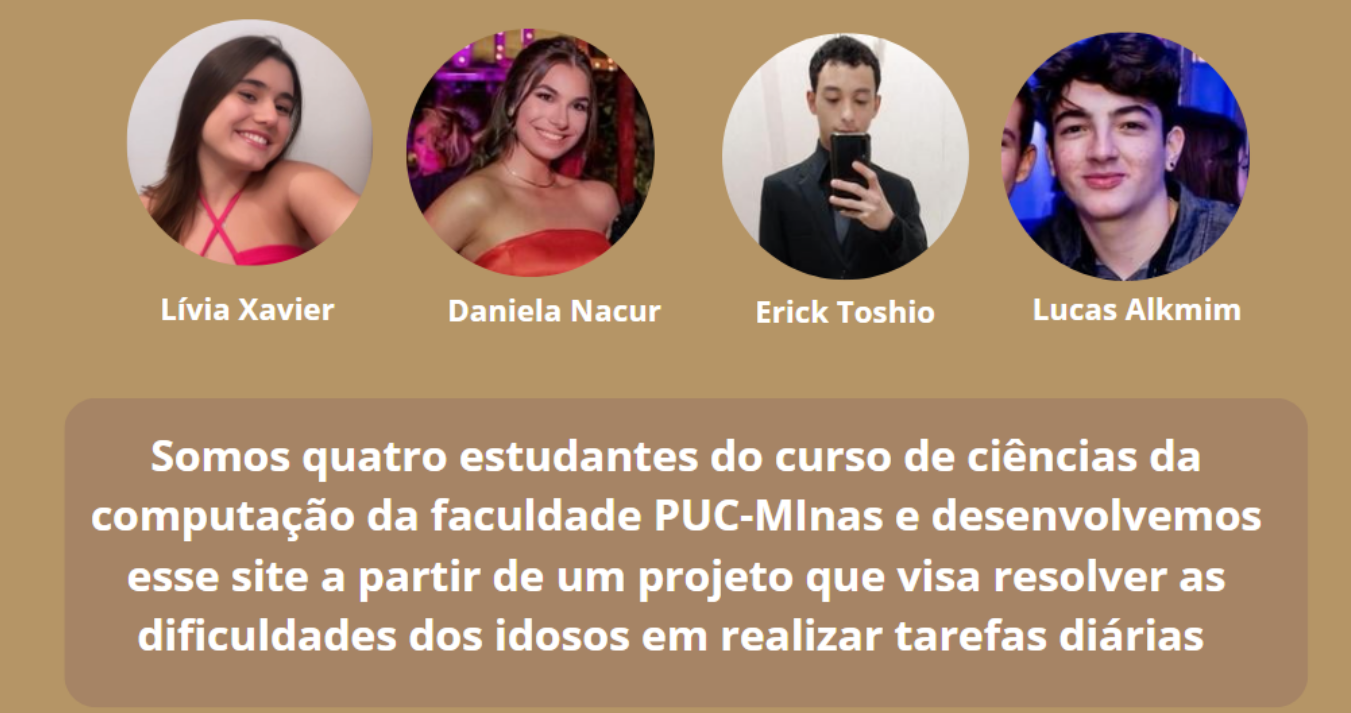 Lívia Xavier
Daniela Nacur
Erick Toshio
Lucas Alkmim
Somos quatro estudantes do curso de ciências da
computação da faculdade PUC-MInas e desenvolvemos
esse site a partir de um projeto que visa resolver as
dificuldades dos idosos em realizar tarefas diárias